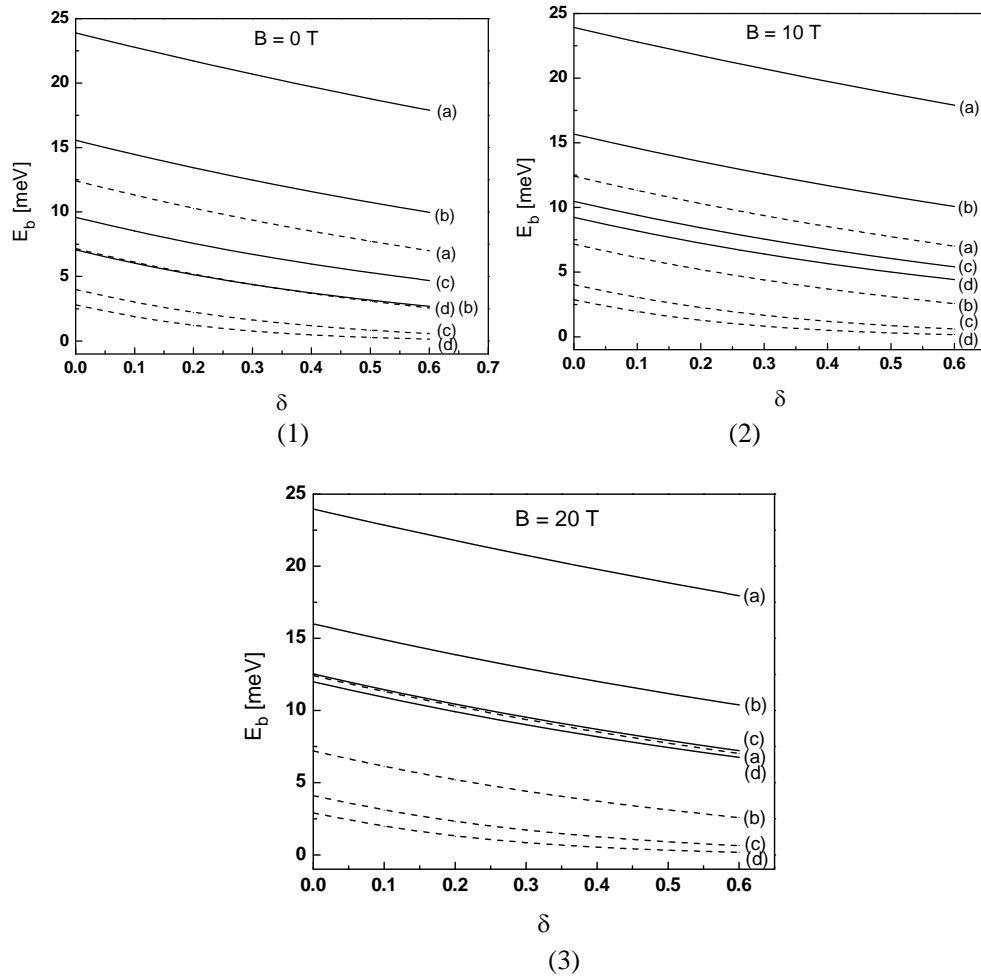 B = 0 T
E_b [meV]
25
20
15
10
5
0
(a)
(b)
(a)
(c)
(d) (b)
(c)
(d)
0.0 0.1 0.2 0.3 0.4 0.5 0.6 0.7
δ
(1)
B = 10 T
E_b [meV]
25
20
15
10
5
0
(a)
(b)
(a)
(c)
(d)
(b)
(c)
(d)
0.0 0.1 0.2 0.3 0.4 0.5 0.6
δ
(2)
B = 20 T
E_b [meV]
25
20
15
10
5
0
(a)
(b)
(c)
(a)
(d)
(b)
(c)
(d)
0.0 0.1 0.2 0.3 0.4 0.5 0.6
δ
(3)